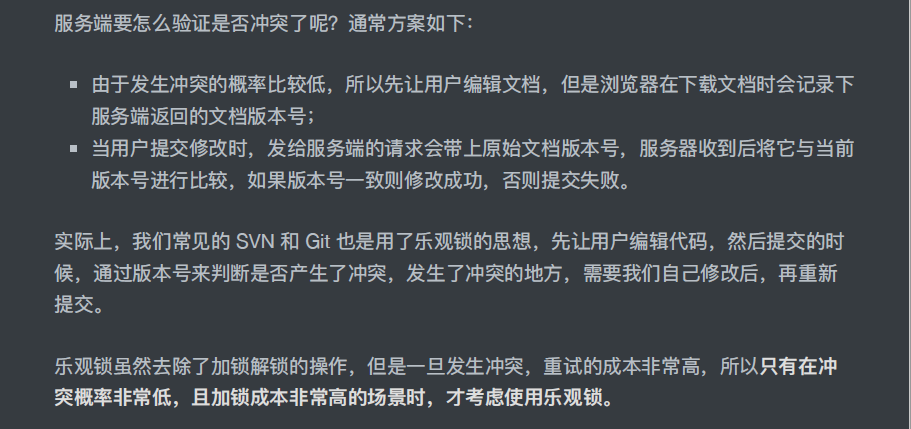 服务端要怎么验证是否冲突了呢？通常方案如下：
由于发生冲突的概率比较低，所以先让用户编辑文档，但是浏览器在下载文档时会记录下
服务端返回的文档版本号；
当用户提交修改时，发给服务端的请求会带上原始文档版本号，服务器收到后将它与当前
版本号进行比较，如果版本号一致则修改成功，否则提交失败。
实际上，我们常见的 SVN 和 Git 也是用了乐观锁的思想，先让用户编辑代码，然后提交的时
候，通过版本号来判断是否产生了冲突，发生了冲突的地方，需要我们自己修改后，再重新
提交。
乐观锁虽然去除了加锁解锁的操作，但是一旦发生冲突，重试的成本非常高，所以只有在冲
突概率非常低，且加锁成本非常高的场景时，才考虑使用乐观锁。